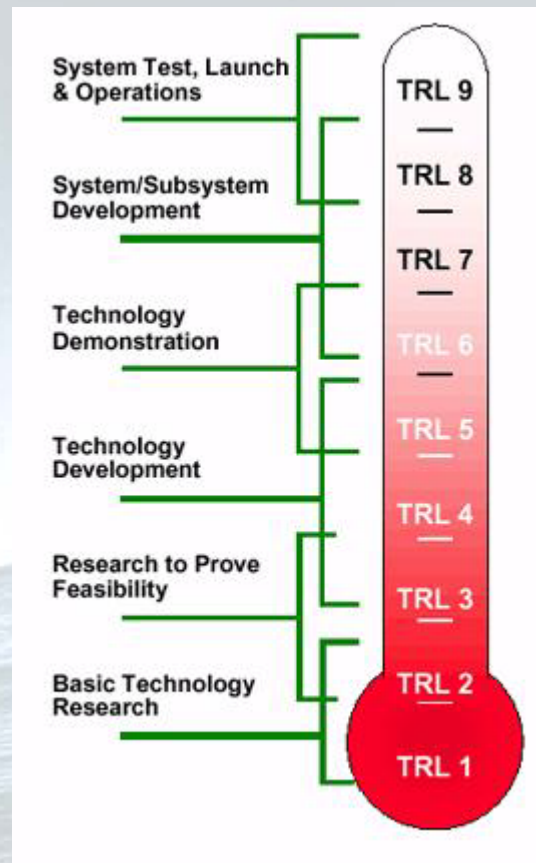 System Test, Launch
& Operations
System/Subsystem
Development
Technology
Demonstration
Technology
Development
Research to Prove
Feasibility
Basic Technology
Research
TRL 9
TRL 8
TRL 7
TRL 6
TRL 5
TRL 4
TRL 3
TRL 2
TRL 1